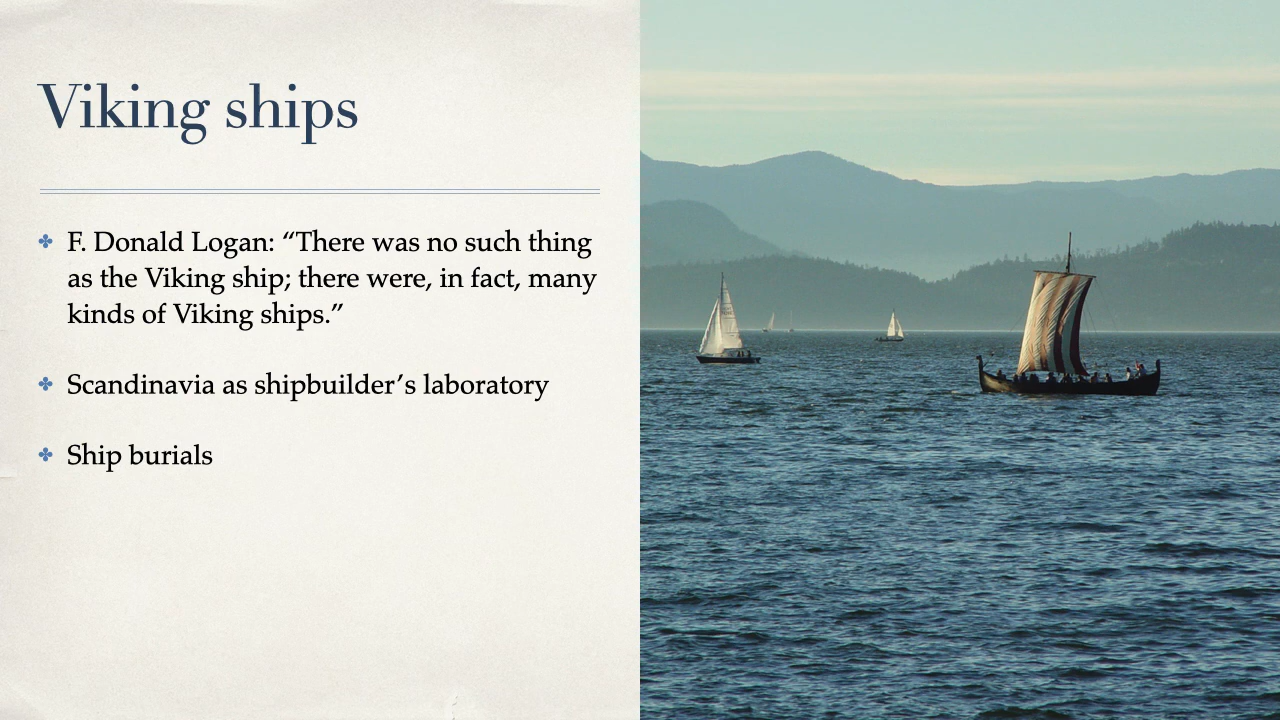 Viking ships
F. Donald Logan: “There was no such thing
as the Viking ship; there were, in fact, many
kinds of Viking ships.”
Scandinavia as shipbuilder’s laboratory
Ship burials